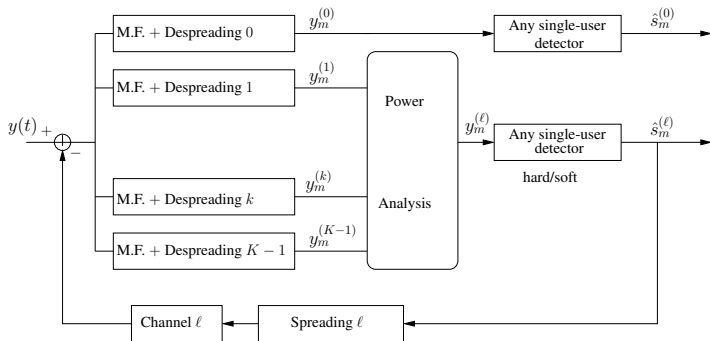 M.F. + Despreading 0
y_m^{(0)}
Any single-user
detector
ŝ_m^{(0)}
M.F. + Despreading 1
y_m^{(1)}
Power
Analysis
y(t) +
−
y_m^{(ℓ)}
Any single-user
detector
ŝ_m^{(ℓ)}
hard/soft
M.F. + Despreading k
y_m^{(k)}
M.F. + Despreading K − 1
y_m^{(K−1)}
Channel ℓ
Spreading ℓ